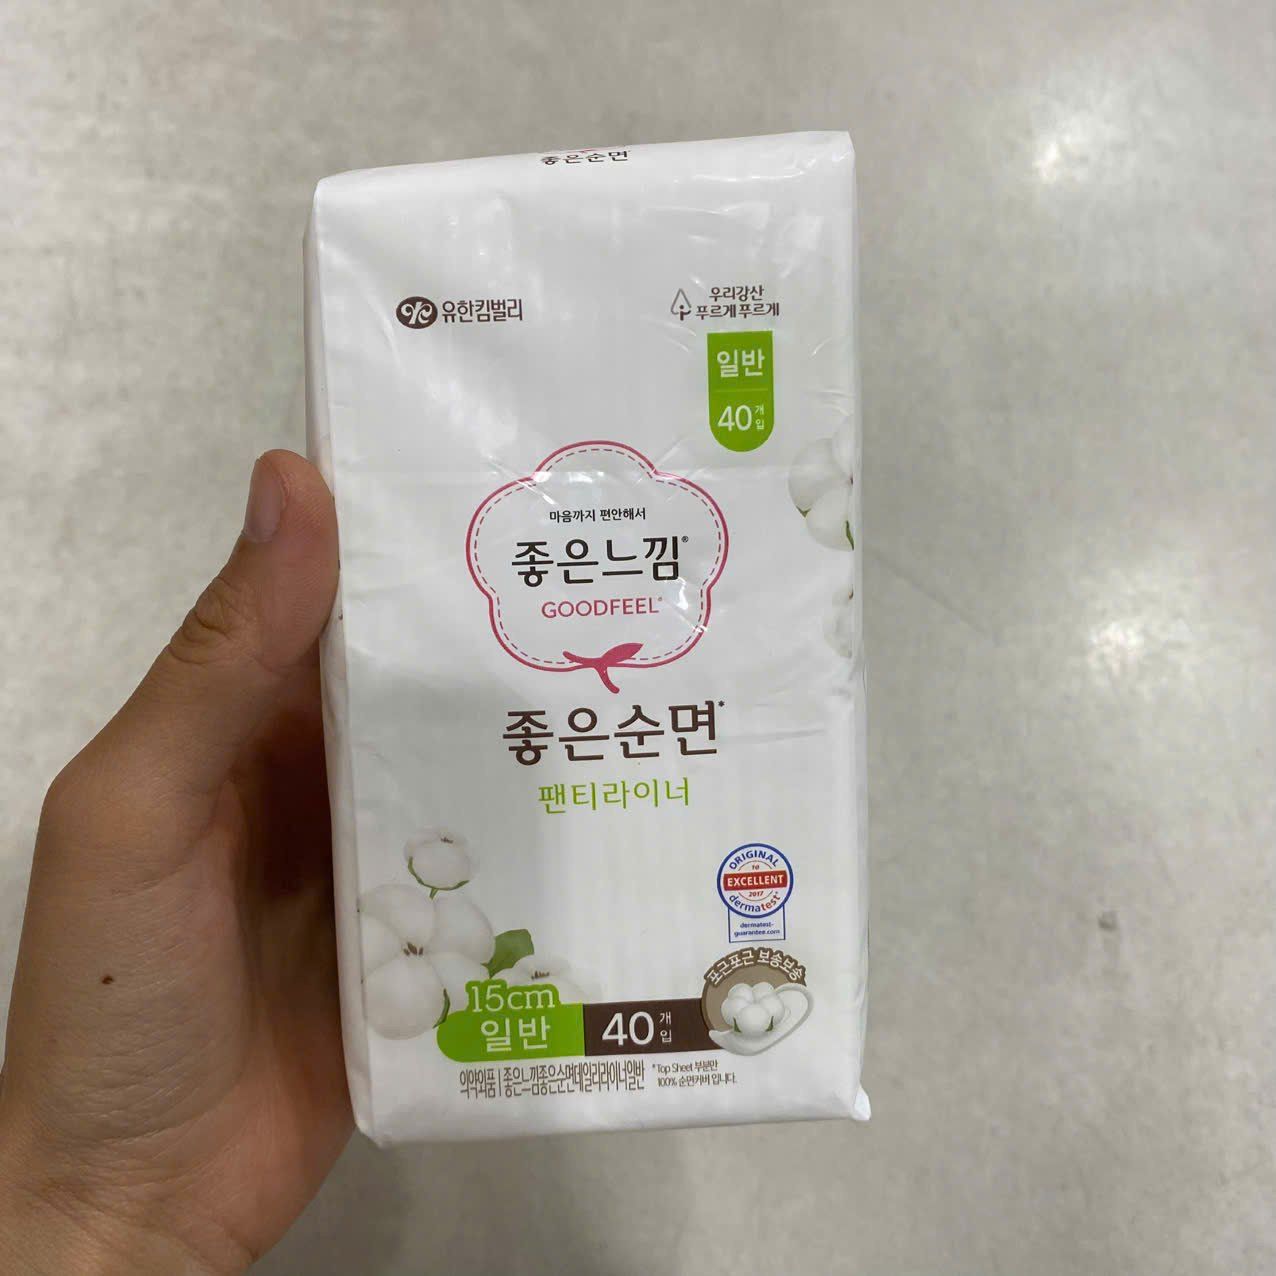 좋은순면
유한킴벌리
우리강산
푸르게 푸르게
일반
40개입
마음까지 편안해서
좋은느낌®
GOODFEEL®
좋은순면*
팬티라이너
ORIGINAL
10
EXCELLENT
2017
dermatest®
dermatest-
guarantee.com
포근포근 보송보송
15cm
일반
40개입
의약외품 | 좋은느낌좋은순면데일리라이너일반
*Top Sheet 부분만
100% 순면커버 입니다.